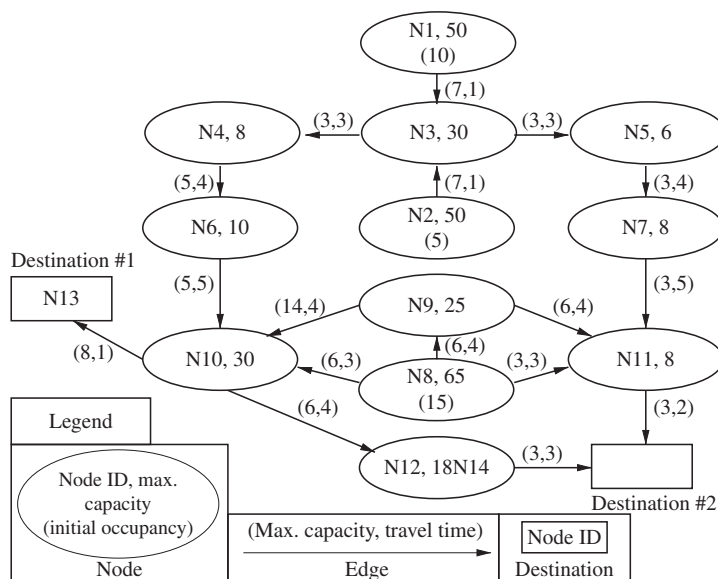 N1, 50
(10)
(7,1)
N4, 8
(3,3)
N3, 30
(3,3)
N5, 6
(5,4)
(7,1)
(3,4)
N6, 10
N2, 50
(5)
N7, 8
Destination #1
N13
(5,5)
(14,4)
N9, 25
(6,4)
(3,5)
(8,1)
N10, 30
(6,3)
(6,4)
(3,3)
N11, 8
N8, 65
(15)
(6,4)
(3,2)
Legend
N12, 18N14
(3,3)
Destination #2
Node ID, max.
capacity
(initial occupancy)
Node
(Max. capacity, travel time)
Edge
Node ID
Destination